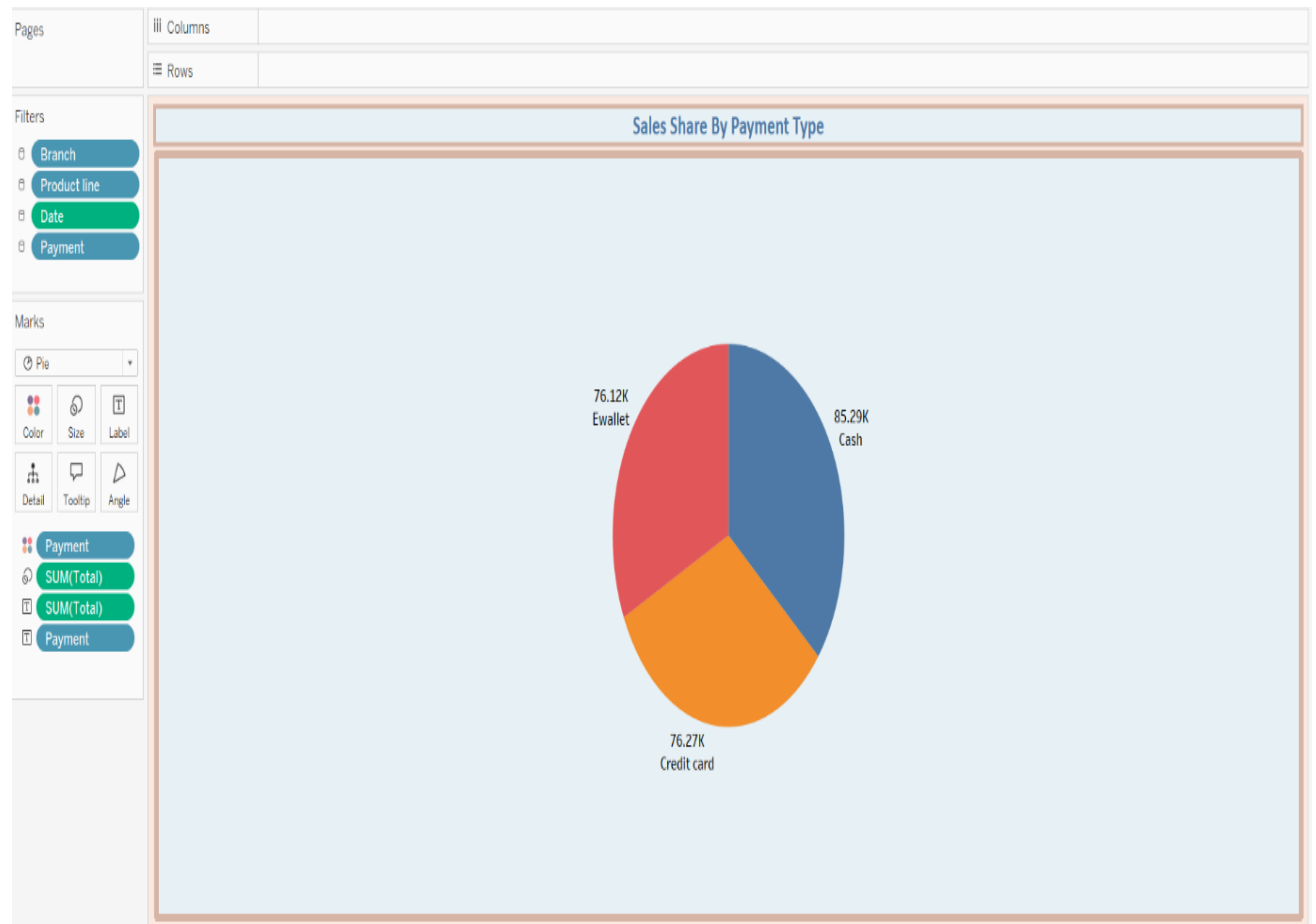 Pages
Columns
Rows
Filters
Branch
Product line
Date
Payment
Marks
Pie
Color
Size
Label
Detail
Tooltip
Angle
Payment
SUM(Total)
SUM(Total)
Payment
Sales Share By Payment Type
76.12K
Ewallet
85.29K
Cash
76.27K
Credit card